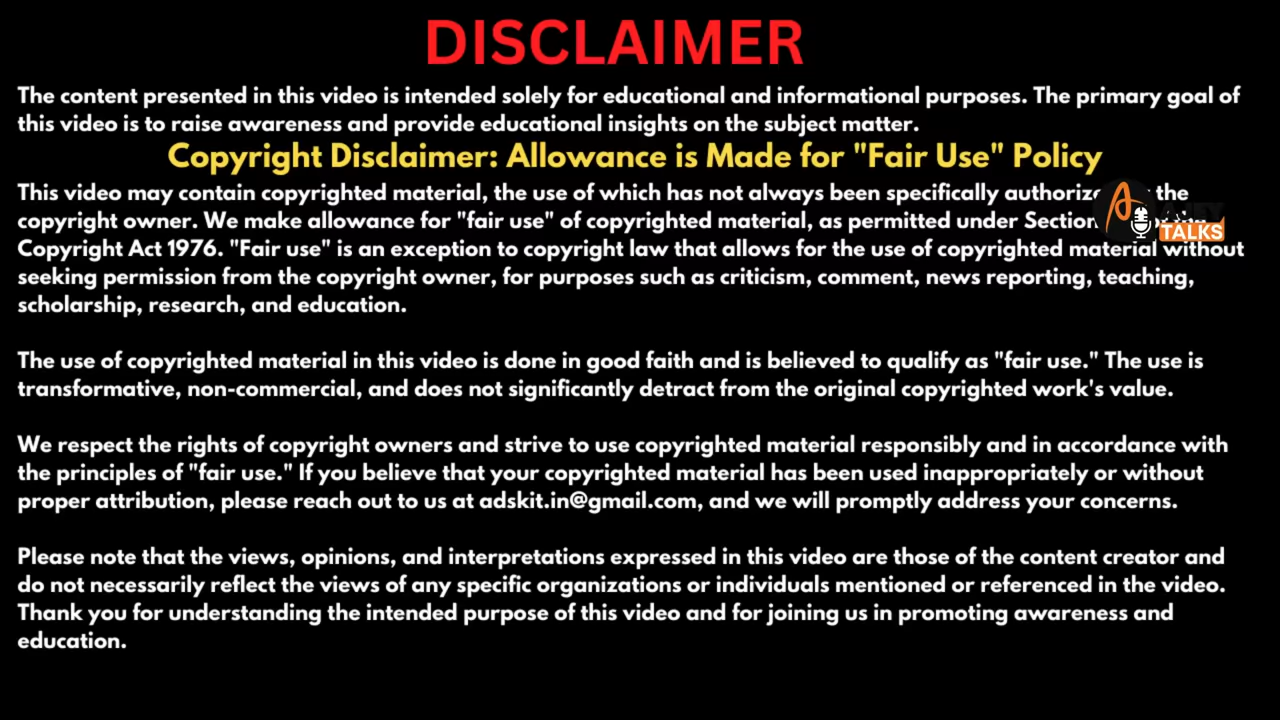 DISCLAIMER
The content presented in this video is intended solely for educational and informational purposes. The primary goal of
this video is to raise awareness and provide educational insights on the subject matter.
Copyright Disclaimer: Allowance is Made for "Fair Use" Policy
This video may contain copyrighted material, the use of which has not always been specifically the
copyright owner. We make allowance for "fair use" of copyrighted material, as permitted under Section
Copyright Act 1976. "Fair use" is an exception to copyright law that allows for the use of copyrighted material without
TALKS
seeking permission from the copyright owner, for purposes such as criticism, comment, news reporting, teaching,
scholarship, research, and education.
The use of copyrighted material in this video is done in good faith and is believed to qualify as "fair use." The use is
transformative, non-commercial, and does not significantly detract from the original copyrighted work's value.
We respect the rights of copyright owners and strive to use copyrighted material responsibly and in accordance with
the principles of "fair use." If you believe that your copyrighted material has been used inappropriately or without
proper attribution, please reach out to us at adskit.in@gmail.com, and we will promptly address your concerns.
Please note that the views, opinions, and interpretations expressed in this video are those of the content creator and
do not necessarily reflect the views of any specific organizations or individuals mentioned or referenced in the video.
Thank you for understanding the intended purpose of this video and for joining us in promoting awareness and
education.